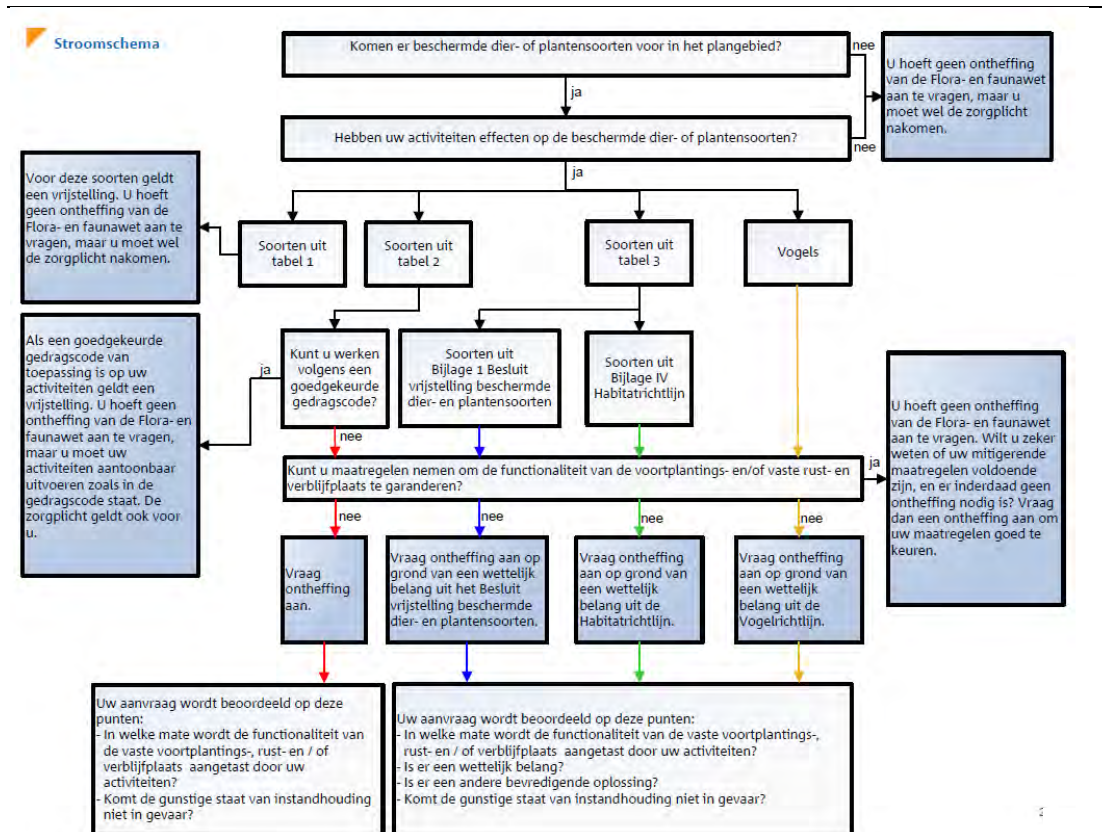 Stroomschema
Komen er beschermde dier- of plantensoorten voor in het plangebied?
nee
U hoeft geen ontheffing
van de Flora- en faunawet
aan te vragen, maar u
moet wel de zorgplicht
nakomen.
ja
Hebben uw activiteiten effecten op de beschermde dier- of plantensoorten?
nee
ja
Voor deze soorten geldt
een vrijstelling. U hoeft
geen ontheffing van de
Flora- en faunawet aan te
vragen, maar u moet wel
de zorgplicht nakomen.
Soorten uit
tabel 1
Soorten uit
tabel 2
Soorten uit
tabel 3
Vogels
Als een goedgekeurde
gedragscode van
toepassing is op uw
activiteiten geldt een
vrijstelling. U hoeft geen
ontheffing van de Flora- en
faunawet aan te vragen,
maar u moet uw
activiteiten aantoonbaar
uitvoeren zoals in de
gedragscode staat. De
zorgplicht geldt ook voor
u.
ja
Kunt u werken
volgens een
goedgekeurde
gedragscode?
Soorten uit
Bijlage 1 Besluit
vrijstelling beschermde
dier- en plantensoorten
Soorten uit
Bijlage IV
Habitatrichtlijn
nee
Kunt u maatregelen nemen om de functionaliteit van de voortplantings- en/of vaste rust- en
verblijfplaats te garanderen?
ja
U hoeft geen ontheffing
van de Flora- en faunawet
aan te vragen. Wilt u zeker
weten of uw mitigerende
maatregelen voldoende
zijn, en er inderdaad geen
ontheffing nodig is? Vraag
dan een ontheffing aan om
uw maatregelen goed te
keuren.
nee
nee
nee
nee
Vraag
ontheffing
aan.
Vraag ontheffing aan op
grond van een wettelijk
belang uit het Besluit
vrijstelling beschermde
dier- en plantensoorten.
Vraag ontheffing
aan op grond van
een wettelijk
belang uit de
Habitatrichtlijn.
Vraag ontheffing
aan op grond van
een wettelijk
belang uit de
Vogelrichtlijn.
Uw aanvraag wordt beoordeeld op deze
punten:
- In welke mate wordt de functionaliteit van
de vaste voortplantings-, rust- en / of
verblijfplaats aangetast door uw
activiteiten?
- Komt de gunstige staat van instandhouding
niet in gevaar?
Uw aanvraag wordt beoordeeld op deze punten:
- In welke mate wordt de functionaliteit van de vaste voortplantings-,
rust- en / of verblijfplaats aangetast door uw activiteiten?
- Is er een wettelijk belang?
- Is er een andere bevredigende oplossing?
- Komt de gunstige staat van instandhouding niet in gevaar?